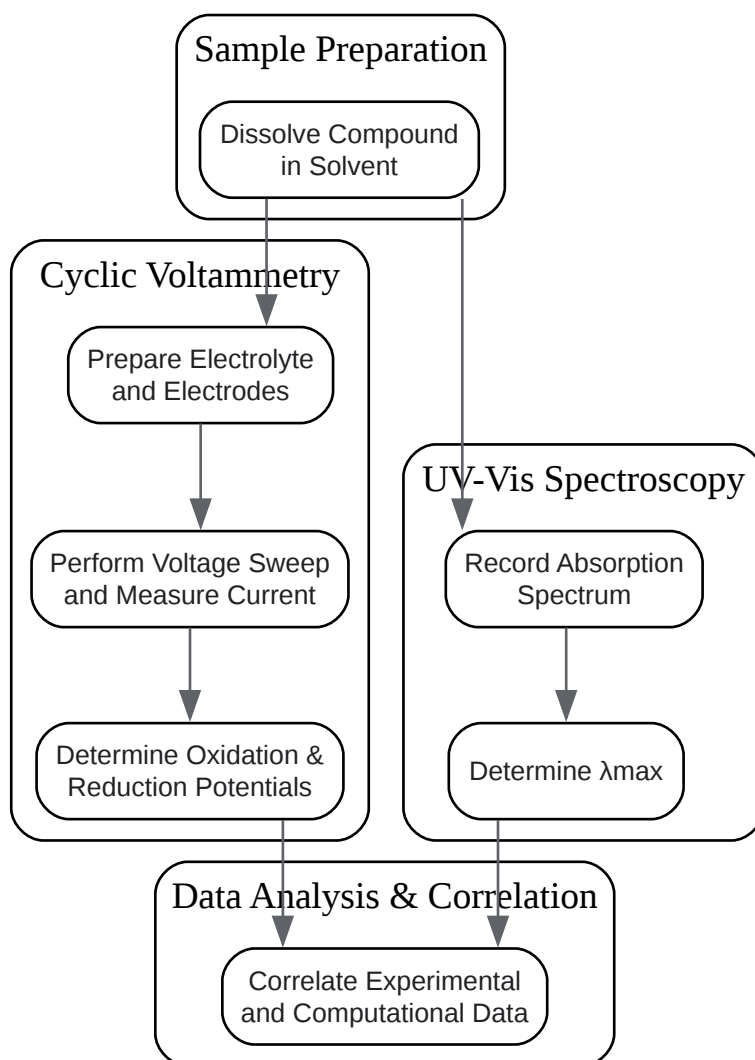 Sample Preparation
Dissolve Compound
in Solvent
Cyclic Voltammetry
Prepare Electrolyte
and Electrodes
Perform Voltage Sweep
and Measure Current
Determine Oxidation &
Reduction Potentials
UV-Vis Spectroscopy
Record Absorption
Spectrum
Determine λmax
Data Analysis & Correlation
Correlate Experimental
and Computational Data